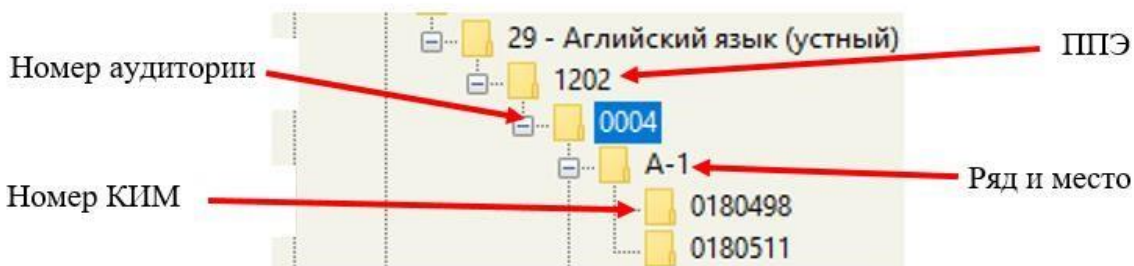 29 - Аглийский язык (устный)
ППЭ
Номер аудитории
1202
0004
А-1
Ряд и место
Номер КИМ
0180498
0180511